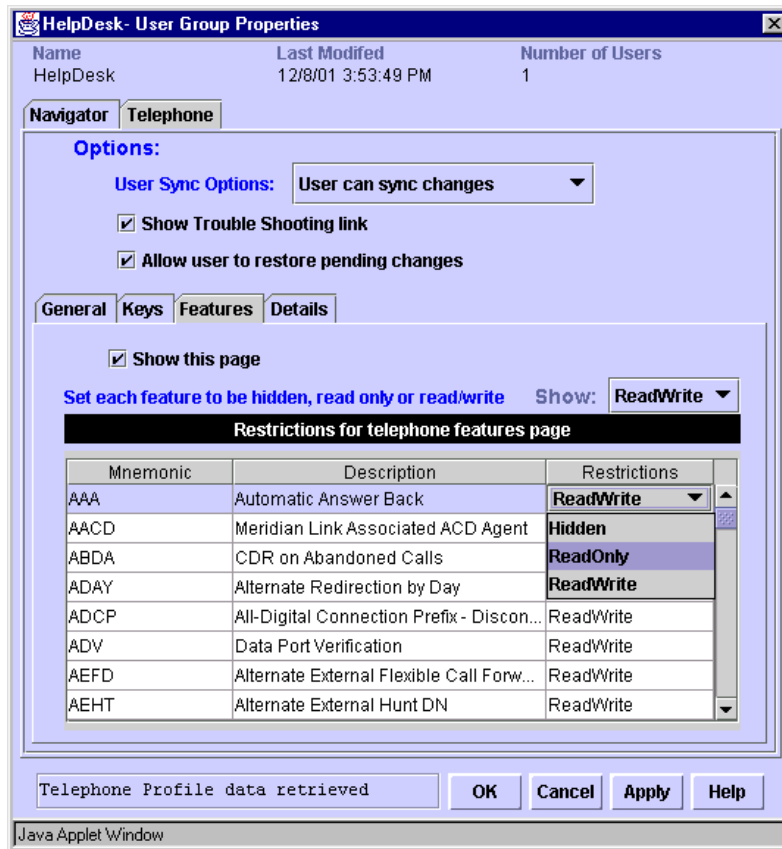 HelpDesk- User Group Properties
Name Last Modifed Number of Users
HelpDesk 12/8/01 3:53:49 PM 1
Navigator Telephone
Options:
User Sync Options: User can sync changes
Show Trouble Shooting link
Allow user to restore pending changes
General Keys Features Details
Show this page
Set each feature to be hidden, read only or read/write Show: ReadWrite
Restrictions for telephone features page
Mnemonic Description Restrictions
AAA Automatic Answer Back ReadWrite
AACD Meridian Link Associated ACD Agent Hidden
ABDA CDR on Abandoned Calls ReadOnly
ADAY Alternate Redirection by Day ReadWrite
ADCP All-Digital Connection Prefix - Discon... ReadWrite
ADV Data Port Verification ReadWrite
AEFD Alternate External Flexible Call Forw... ReadWrite
AEHT Alternate External Hunt DN ReadWrite
Telephone Profile data retrieved OK Cancel Apply Help
Java Applet Window